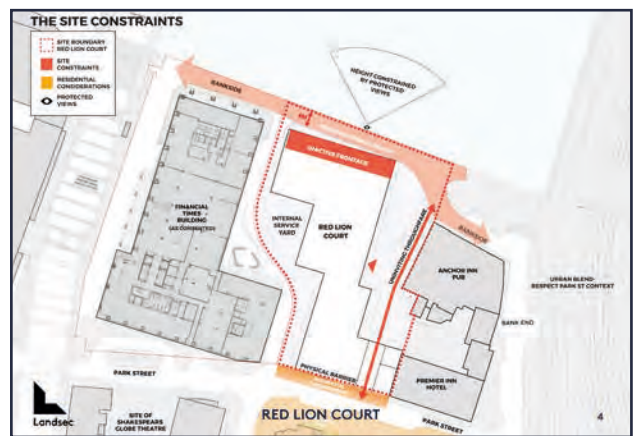 THE SITE CONSTRAINTS
SITE BOUNDARY
RED LION COURT
SITE
CONSTRAINTS
RESIDENTIAL
CONSIDERATIONS
PROTECTED
VIEWS
BANKSIDE
HEIGHT CONSTRAINED
BY PROTECTED
VIEWS
INACTIVE FRONTAGE
FINANCIAL
TIMES
BUILDING
INTERNAL
SERVICE
YARD
RED LION
COURT
UNINVITING THROUGHFARE
BANKSIDE
ANCHOR INN
PUB
URBAN BLEND-
RESPECT PARK ST CONTEXT
BANK END
PREMIER INN
HOTEL
PHYSICAL BARRIER
PARK STREET
PARK STREET
RED LION COURT
Landsec
SITE OF
SHAKESPEARS
GLOBE THEATRE
4